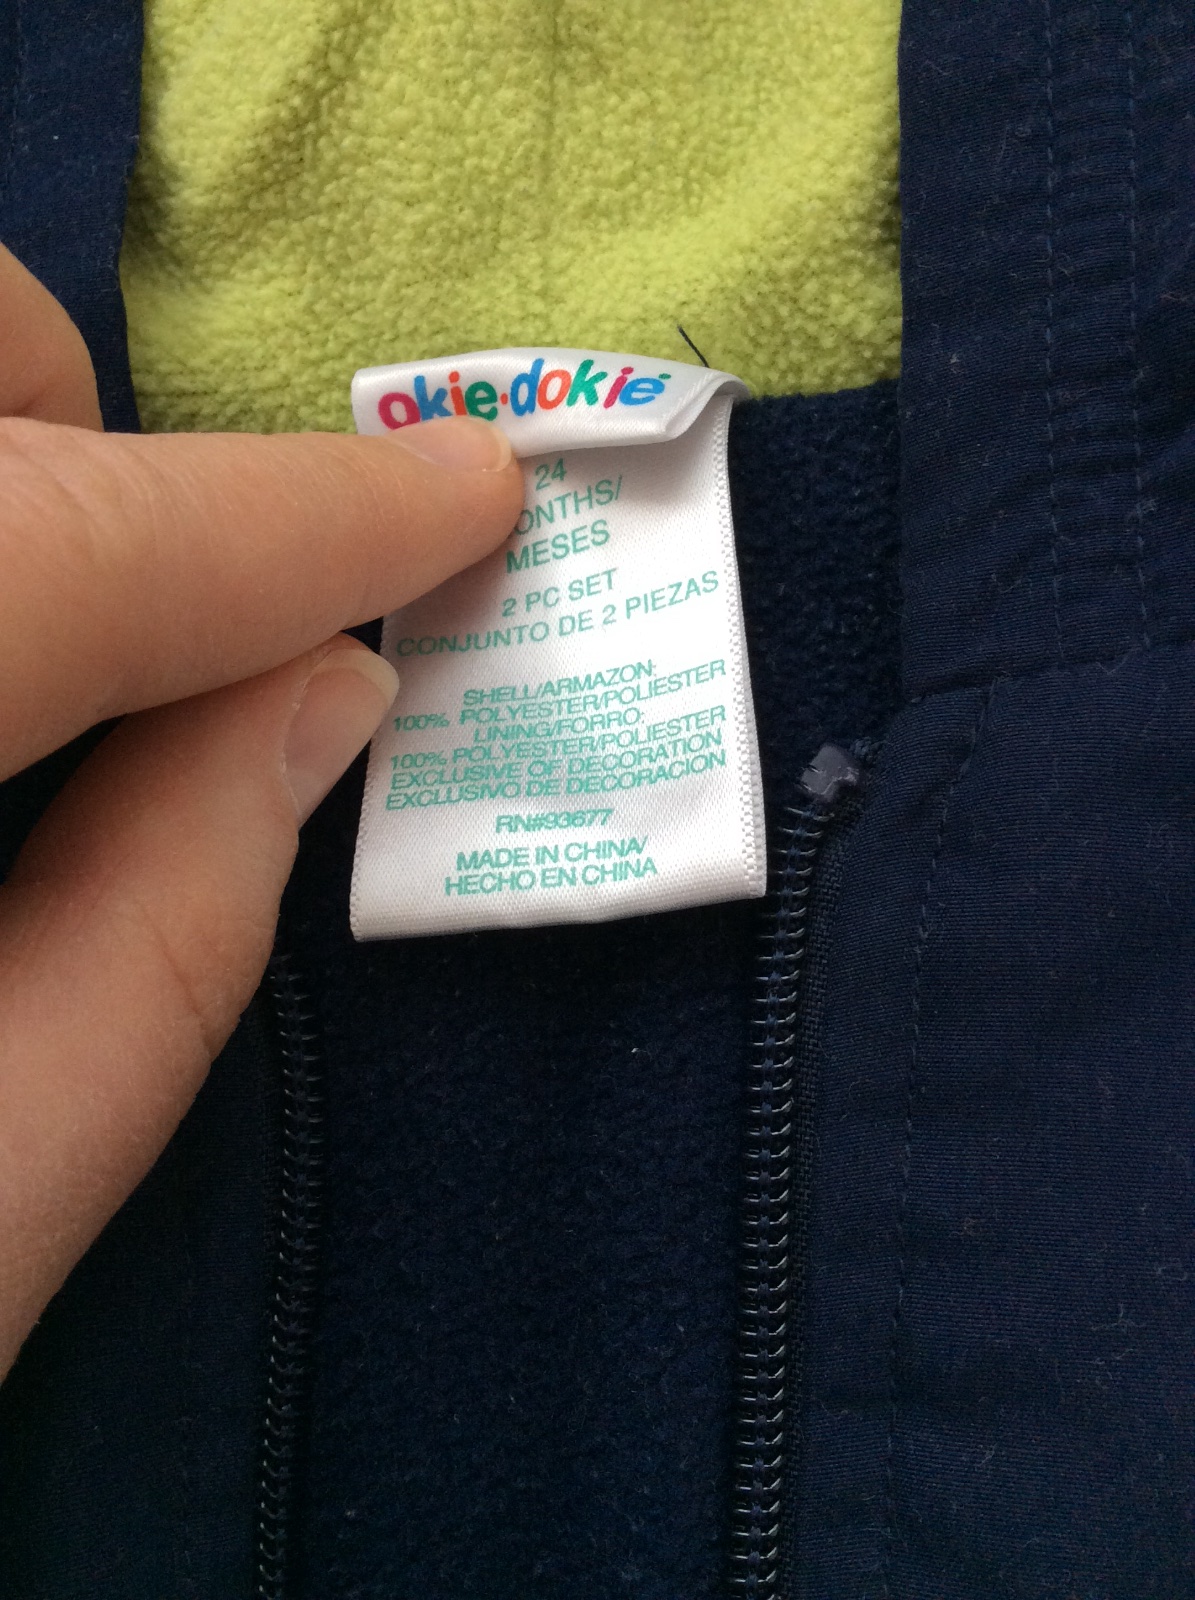 okie·dokie
24
ONTHS/
MESES
2 PC SET
CONJUNTO DE 2 PIEZAS
SHELL/ARMAZON:
100% POLYESTER/POLIESTER
LINING/FORRO:
100% POLYESTER/POLIESTER
EXCLUSIVE OF DECORATION
EXCLUSIVO DE DECORACION
RN#93677
MADE IN CHINA/
HECHO EN CHINA